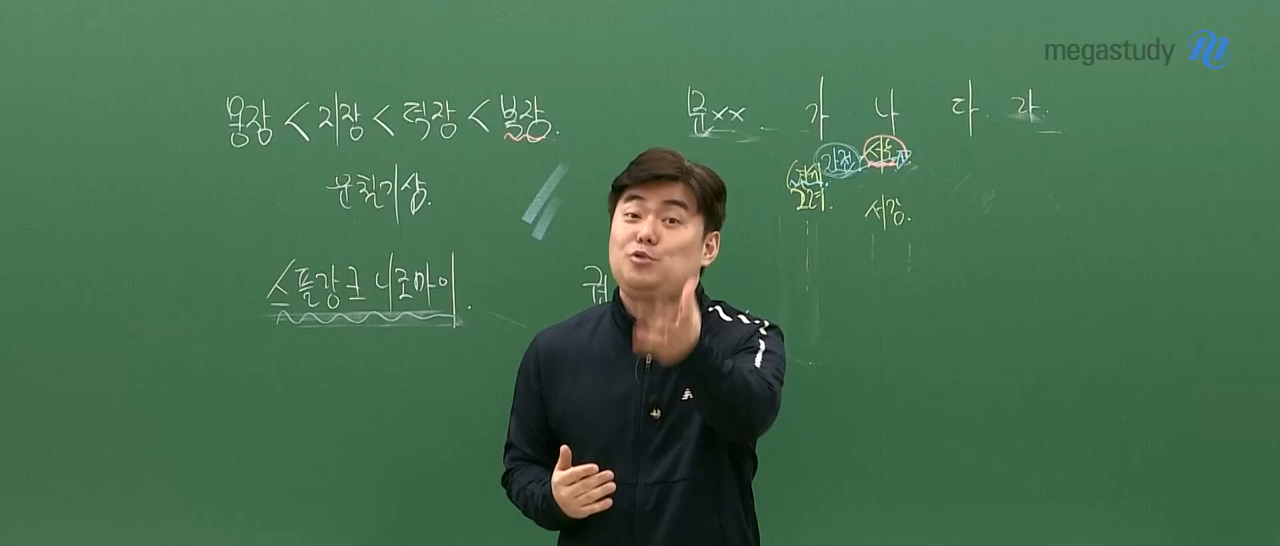 megastudy
용장 < 지장 < 덕장 < 복장.
문×× 가 나 다 라
운칠기삼.
서강.
스플랑크니조마이.